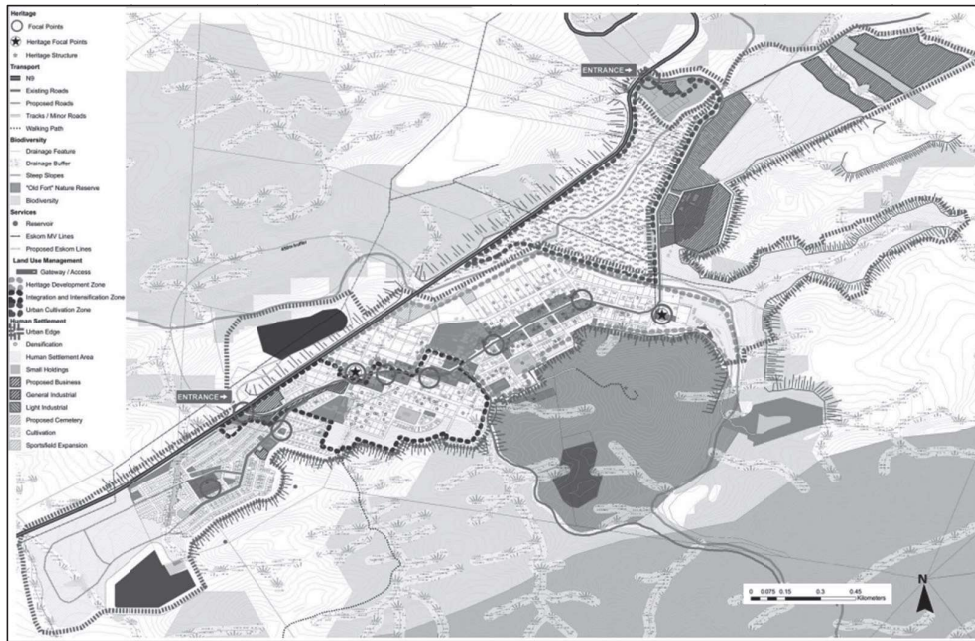 Heritage
Focal Points
Heritage Focal Points
Heritage Structure
Transport
N9
Existing Roads
Proposed Roads
Tracks / Minor Roads
Walking Path
Biodiversity
Drainage Feature
Drainage Buffer
Steep Slopes
"Old Fort" Nature Reserve
Biodiversity
Services
Reservoir
Eskom MV Lines
Proposed Eskom Lines
Land Use Management
Gateway / Access
Heritage Development Zone
Integration and Intensification Zone
Urban Cultivation Zone
Human Settlement
Urban Edge
Densification
Human Settlement Area
Small Holdings
Proposed Business
General Industrial
Light Industrial
Proposed Cemetery
Cultivation
Sportsfield Expansion
ENTRANCE
ENTRANCE
N
0 0.075 0.15 0.3 0.45
Kilometers